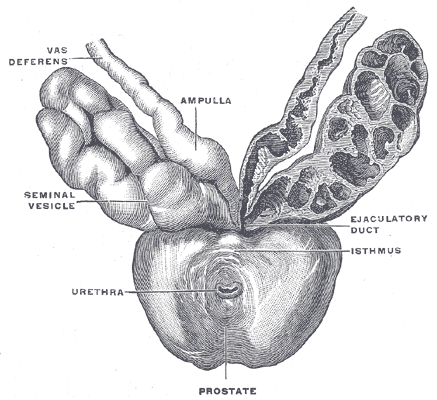 VAS
DEFERENS
AMPULLA
SEMINAL
VESICLE
EJACULATORY
DUCT
ISTHMUS
URETHRA
PROSTATE